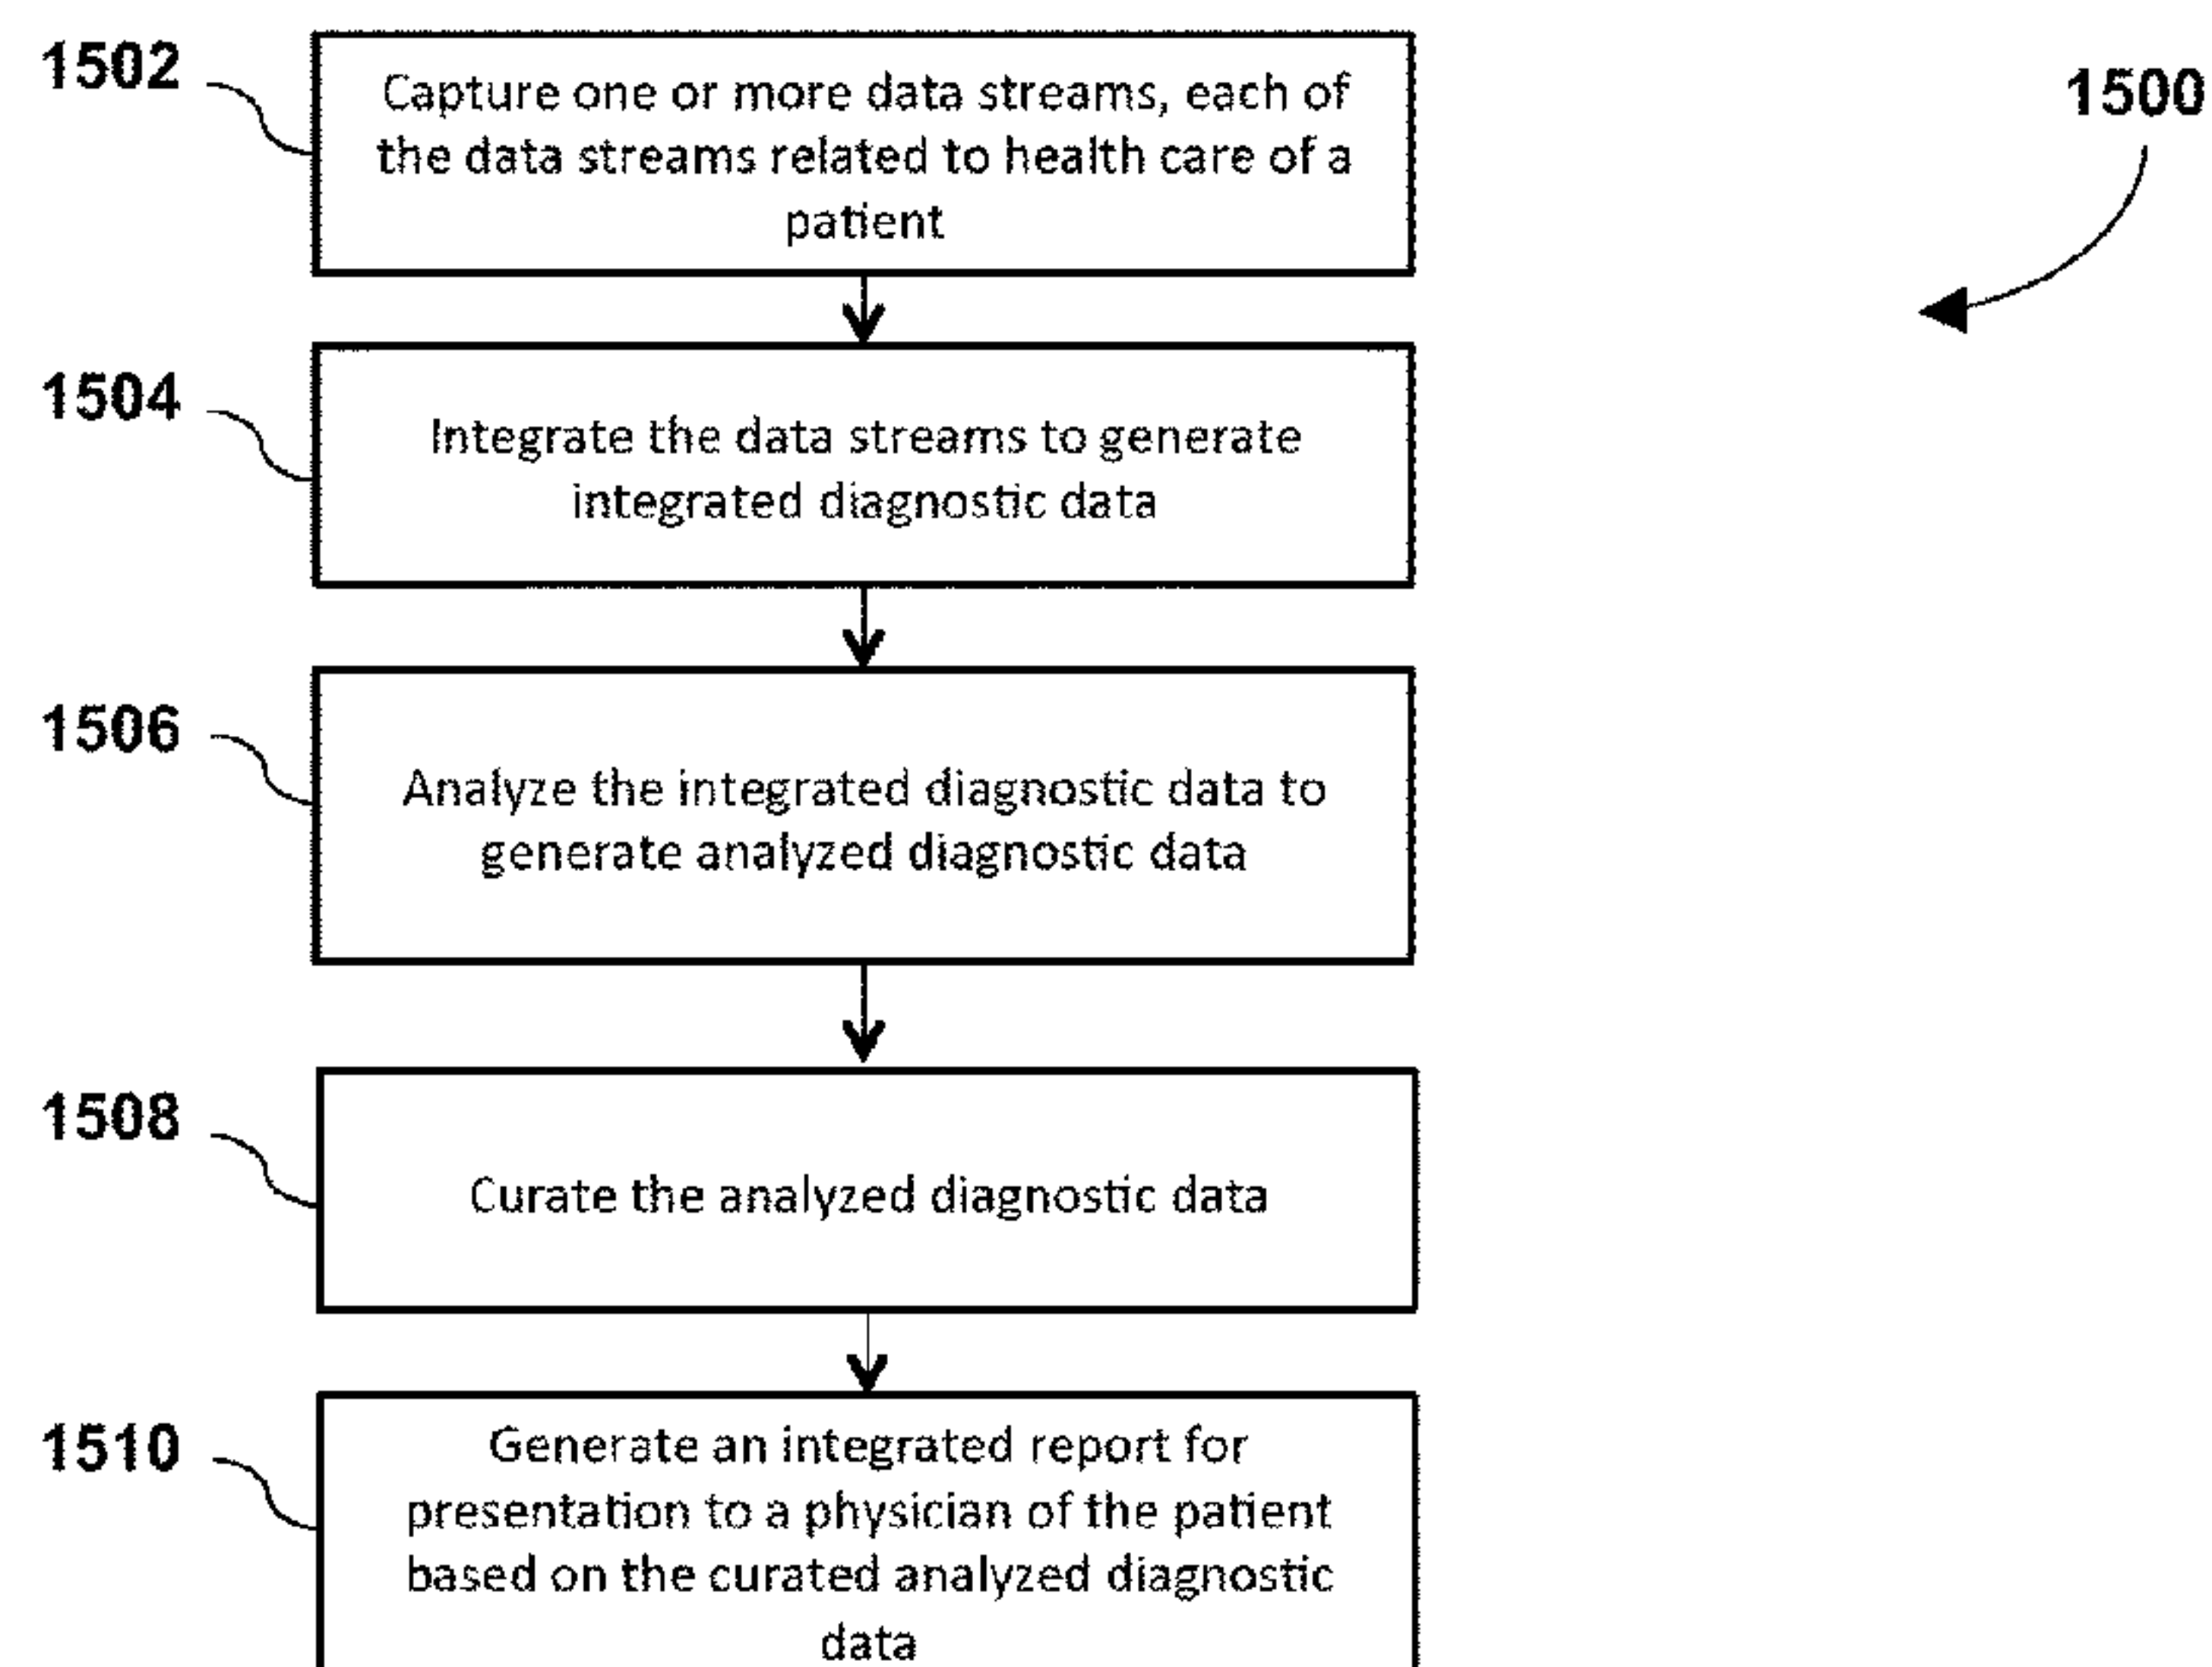 1502
Capture one or more data streams, each of
the data streams related to health care of a
patient
1500
1504
Integrate the data streams to generate
integrated diagnostic data
1506
Analyze the integrated diagnostic data to
generate analyzed diagnostic data
1508
Curate the analyzed diagnostic data
1510
Generate an integrated report for
presentation to a physician of the patient
based on the curated analyzed diagnostic
data